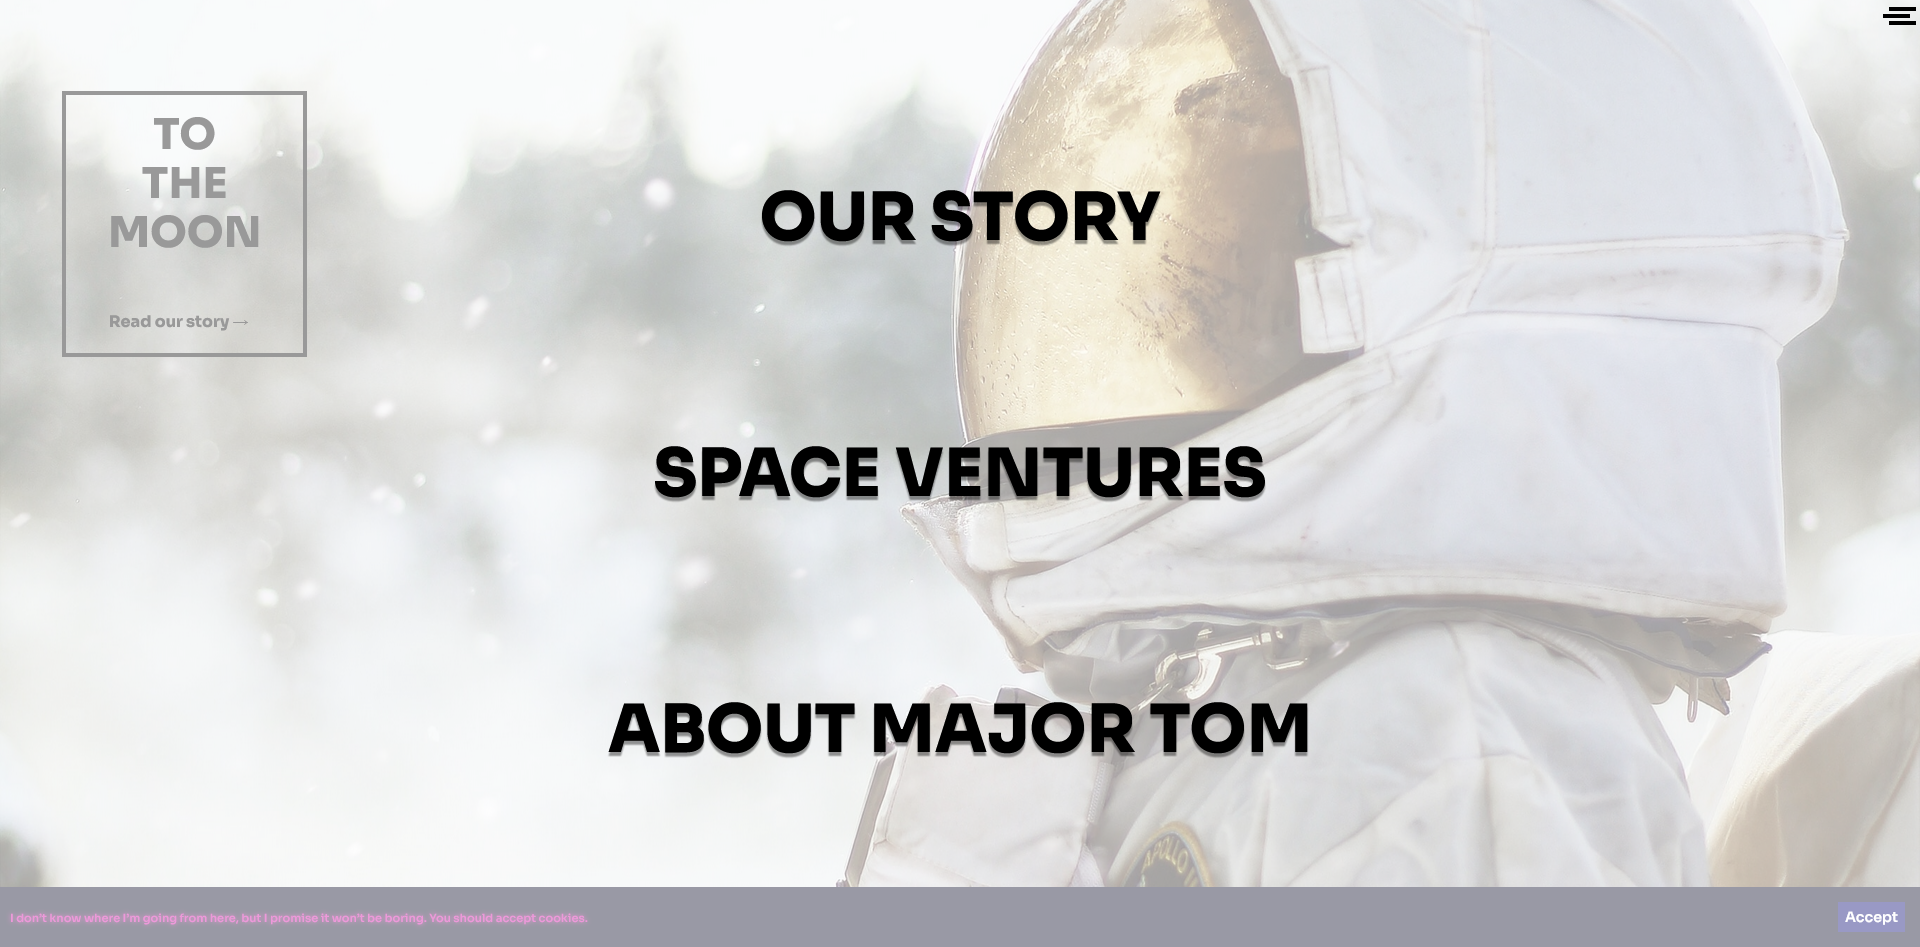 TO
THE
MOON
Read our story →
OUR STORY
SPACE VENTURES
ABOUT MAJOR TOM
APOLLO
I don't know where I'm going from here, but I promise it won't be boring. You should accept cookies.
Accept